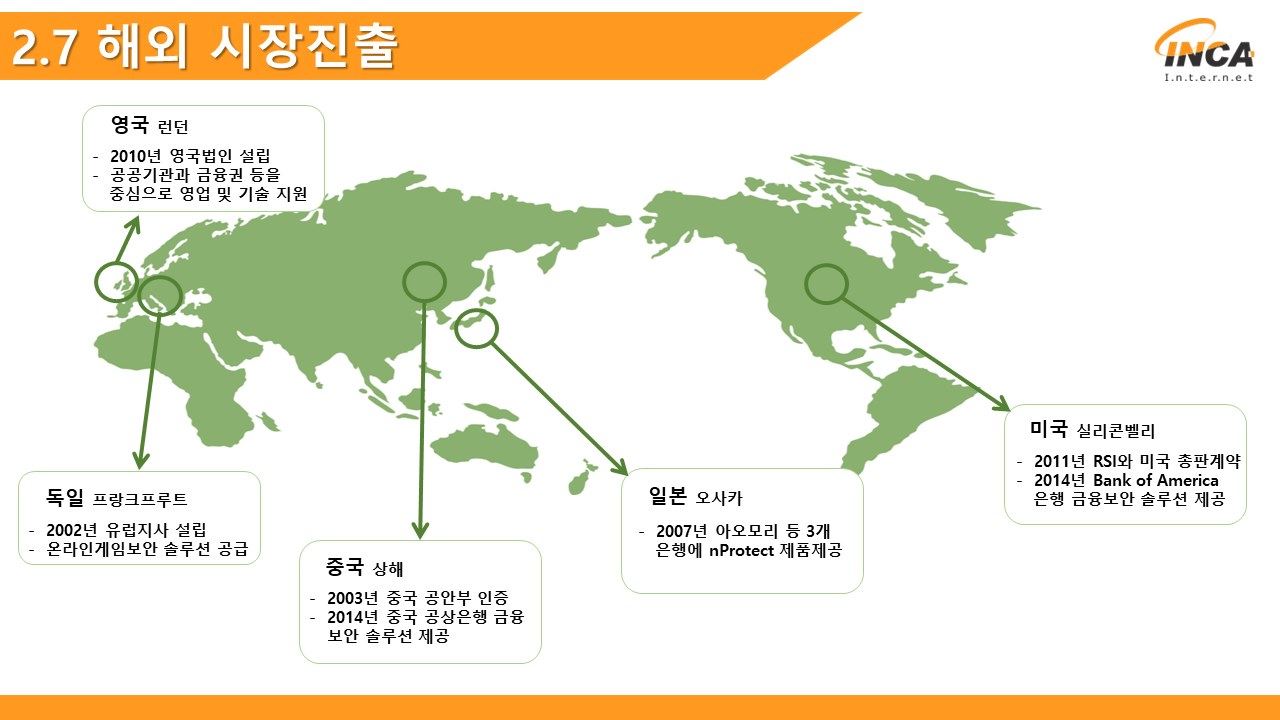 2.7 해외 시장진출
INCA
I.n.t.e.r.n.e.t
영국 런던
- 2010년 영국법인 설립
- 공공기관과 금융권 등을
중심으로 영업 및 기술 지원
독일 프랑크프루트
- 2002년 유럽지사 설립
- 온라인게임보안 솔루션 공급
중국 상해
- 2003년 중국 공안부 인증
- 2014년 중국 공상은행 금융
보안 솔루션 제공
일본 오사카
- 2007년 아오모리 등 3개
은행에 nProtect 제품제공
미국 실리콘벨리
- 2011년 RSI와 미국 총판계약
- 2014년 Bank of America
은행 금융보안 솔루션 제공